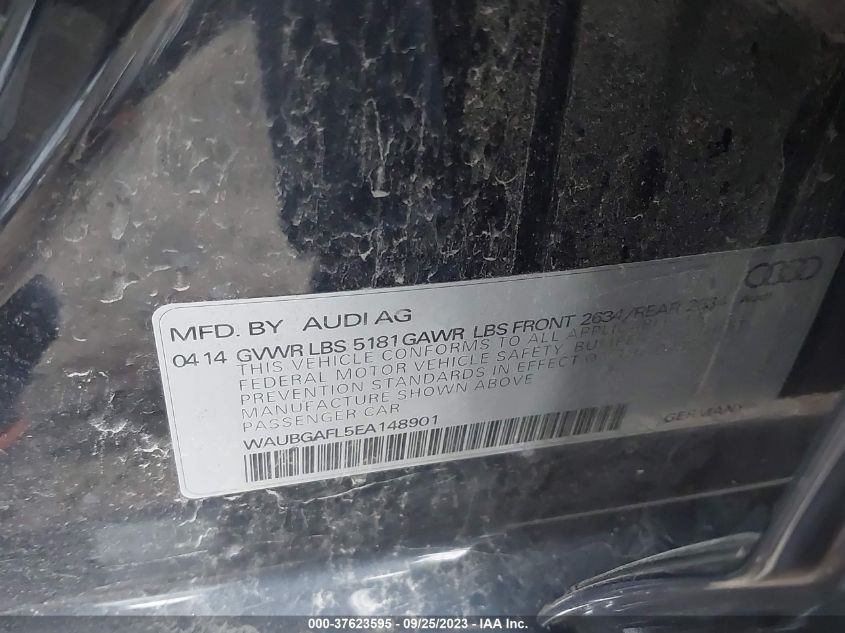 MFD. BY AUDI AG
04 14 GVWR LBS 5181 GAWR LBS FRONT 2634/REAR 2634 Audi
THIS VEHICLE CONFORMS TO ALL
FEDERAL MOTOR VEHICLE SAFETY,
PREVENTION STANDARDS IN EFFECT
MANUFACTURE SHOWN ABOVE
PASSENGER CAR
WAUBGAFL5EA148901
GERMANY
000-37623595 - 09/25/2023 - IAA Inc.